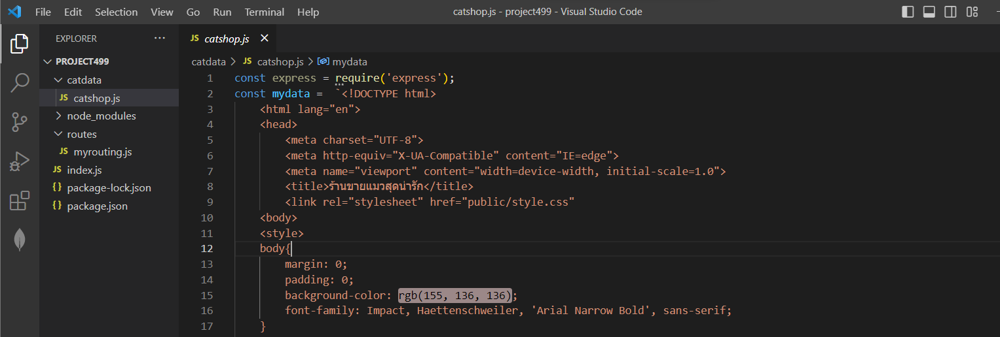 File Edit Selection View Go Run Terminal Help catshop.js - project499 - Visual Studio Code
EXPLORER ···
PROJECT499
catdata
JS catshop.js
node_modules
routes
JS myrouting.js
JS index.js
{} package-lock.json
{} package.json
JS catshop.js
catdata > JS catshop.js > mydata
1 const express = require('express');
2 const mydata =  `<!DOCTYPE html>
3 <html lang="en">
4 <head>
5 <meta charset="UTF-8">
6 <meta http-equiv="X-UA-Compatible" content="IE=edge">
7 <meta name="viewport" content="width=device-width, initial-scale=1.0">
8 <title>ร้านขายแมวสุดน่ารัก</title>
9 <link rel="stylesheet" href="public/style.css"
10 <body>
11 <style>
12 body{
13 margin: 0;
14 padding: 0;
15 background-color: rgb(155, 136, 136);
16 font-family: Impact, Haettenschweiler, 'Arial Narrow Bold', sans-serif;
17 }